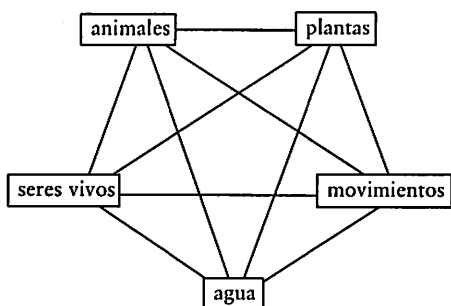 animales
plantas
seres vivos
movimientos
agua